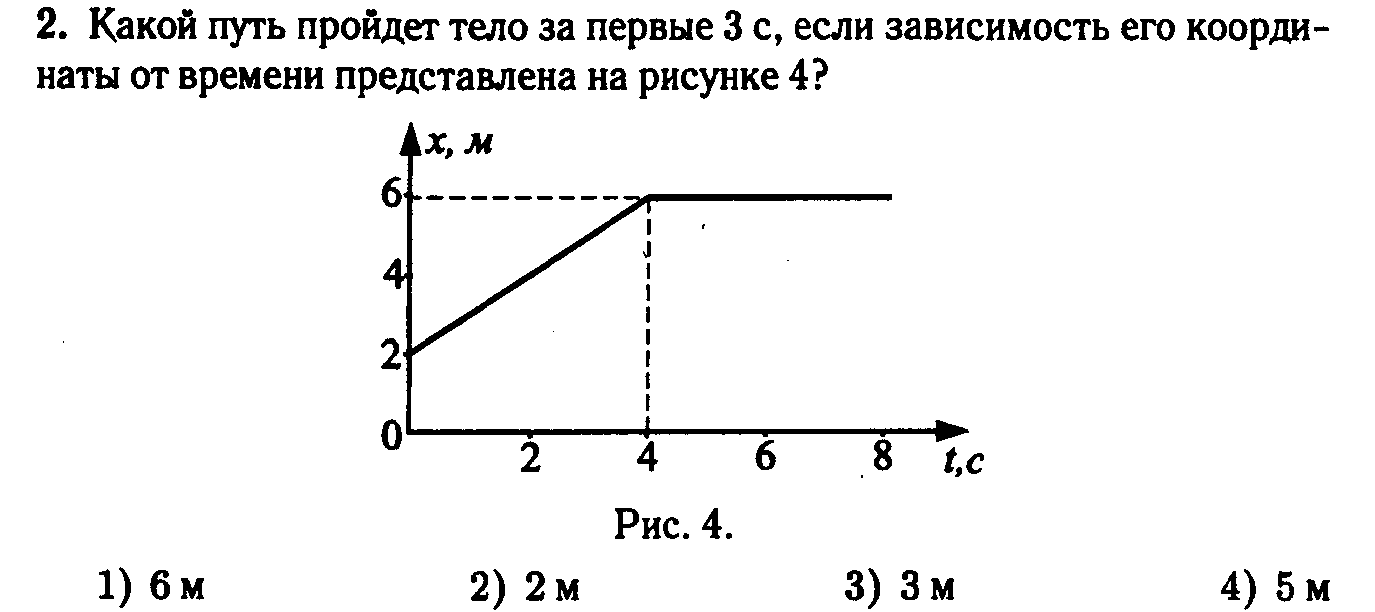 2. Какой путь пройдет тело за первые 3 с, если зависимость его коорди-
наты от времени представлена на рисунке 4?
x, м
6
4
2
0
2 4 6 8 t,c
Рис. 4.
1) 6 м 2) 2 м 3) 3 м 4) 5 м